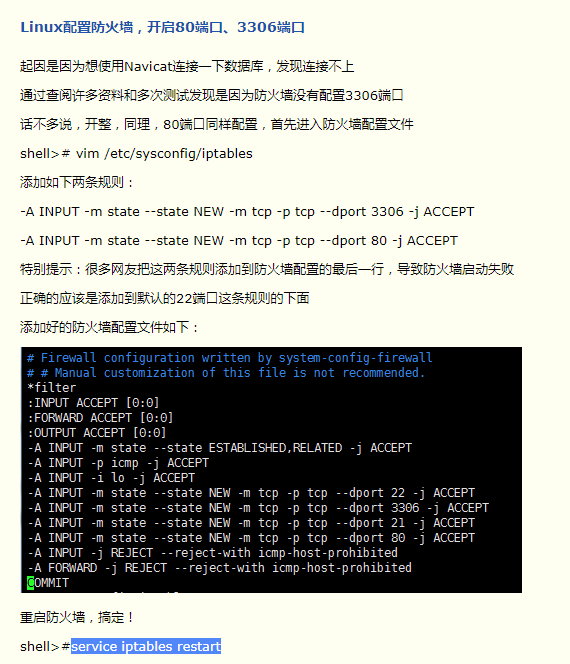 Linux配置防火墙，开启80端口、3306端口
起因是因为想使用Navicat连接一下数据库，发现连接不上
通过查阅许多资料和多次测试发现是因为防火墙没有配置3306端口
话不多说，开整，同理，80端口同样配置，首先进入防火墙配置文件
shell># vim /etc/sysconfig/iptables
添加如下两条规则：
-A INPUT -m state --state NEW -m tcp -p tcp --dport 3306 -j ACCEPT
-A INPUT -m state --state NEW -m tcp -p tcp --dport 80 -j ACCEPT
特别提示：很多网友把这两条规则添加到防火墙配置的最后一行，导致防火墙启动失败
正确的应该是添加到默认的22端口这条规则的下面
添加好的防火墙配置文件如下：
# Firewall configuration written by system-config-firewall
# # Manual customization of this file is not recommended.
*filter
:INPUT ACCEPT [0:0]
:FORWARD ACCEPT [0:0]
:OUTPUT ACCEPT [0:0]
-A INPUT -m state --state ESTABLISHED,RELATED -j ACCEPT
-A INPUT -p icmp -j ACCEPT
-A INPUT -i lo -j ACCEPT
-A INPUT -m state --state NEW -m tcp -p tcp --dport 22 -j ACCEPT
-A INPUT -m state --state NEW -m tcp -p tcp --dport 3306 -j ACCEPT
-A INPUT -m state --state NEW -m tcp -p tcp --dport 21 -j ACCEPT
-A INPUT -m state --state NEW -m tcp -p tcp --dport 80 -j ACCEPT
-A INPUT -j REJECT --reject-with icmp-host-prohibited
-A FORWARD -j REJECT --reject-with icmp-host-prohibited
COMMIT
重启防火墙，搞定！
shell>#service iptables restart